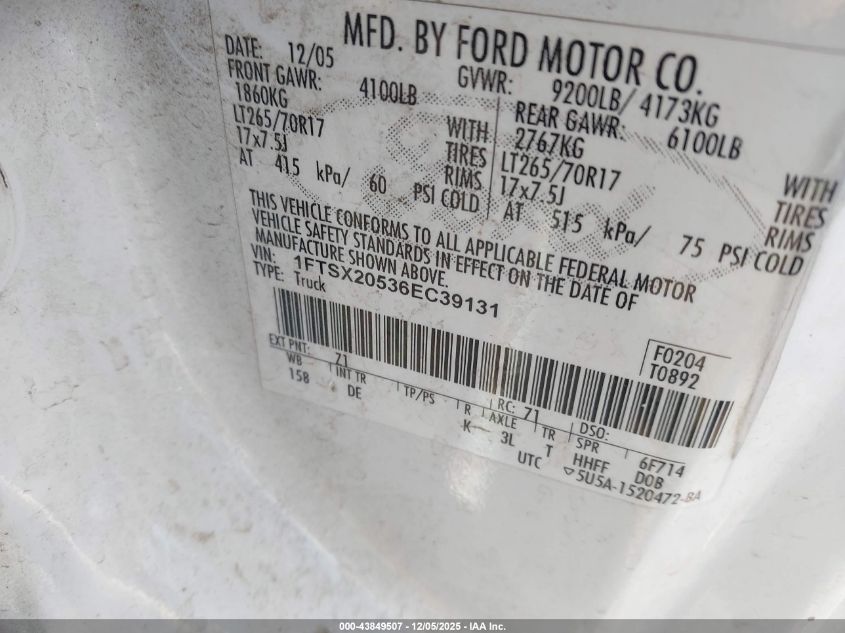 MFD. BY FORD MOTOR CO.
DATE: 12/05 GVWR: 9200LB/ 4173KG
FRONT GAWR: 4100LB REAR GAWR: 6100LB
1860KG WITH 2767KG WITH
LT265/70R17 TIRES LT265/70R17 TIRES
17x7.5J RIMS 17x7.5J RIMS
AT 415 kPa/ 60 PSI COLD AT 515 kPa/ 75 PSI COLD
THIS VEHICLE CONFORMS TO ALL APPLICABLE FEDERAL MOTOR
VEHICLE SAFETY STANDARDS IN EFFECT ON THE DATE OF
MANUFACTURE SHOWN ABOVE.
VIN: 1FTSX20536EC39131
TYPE: Truck
F0204
T0892
EXT PNT: 71 RC: 71 DSO:
WB INT TR TP/PS R AXLE TR SPR 6F714
158 DE K 3L T HHFF DOB
UTC ▽5U5A-1520472-BA
000-43849507 - 12/05/2025 - IAA Inc.